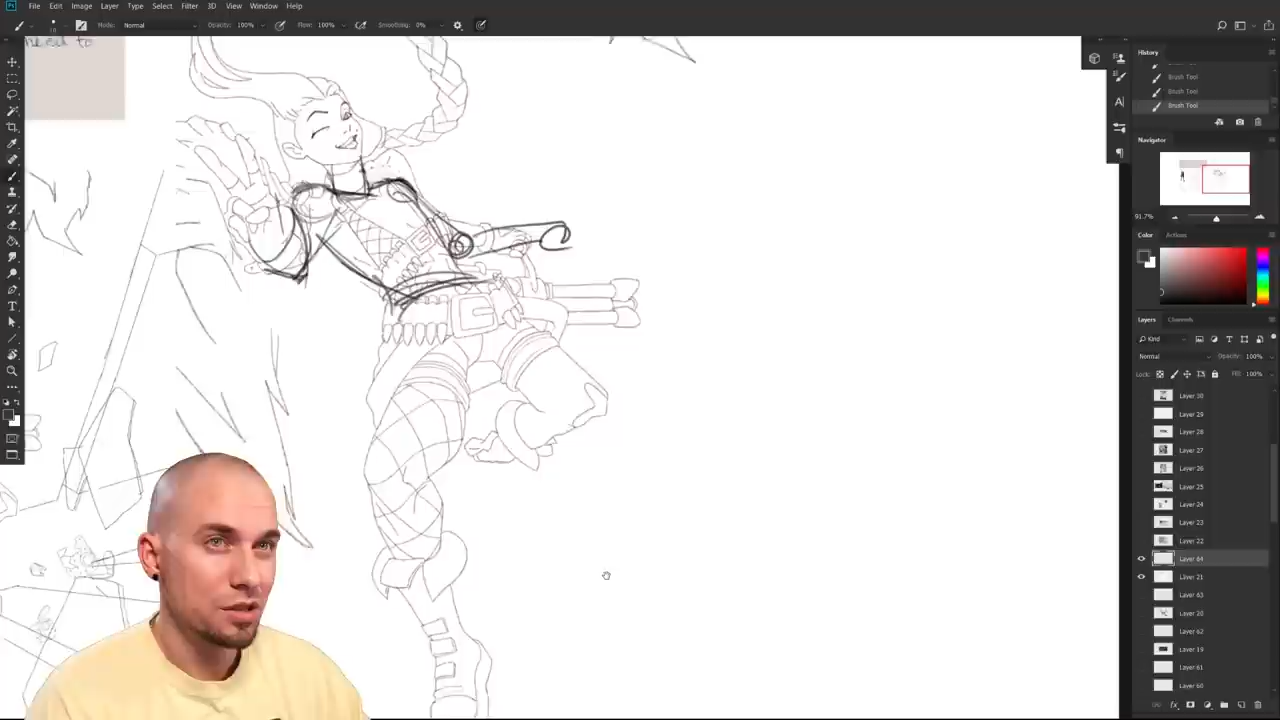 Ps File Edit Image Layer Type Select Filter 3D View Window Help
Mode: Normal Opacity: 100% Flow: 100% Smoothing: 0%
History
Brush Tool
Brush Tool
Brush Tool
Navigator
91.7%
Color Actions
Layers Channels
Kind
Normal Opacity: 100%
Lock: Fill: 100%
Layer 30
Layer 29
Layer 28
Layer 27
Layer 26
Layer 25
Layer 24
Layer 23
Layer 22
Layer 64
Layer 21
Layer 63
Layer 20
Layer 62
Layer 19
Layer 61
Layer 60